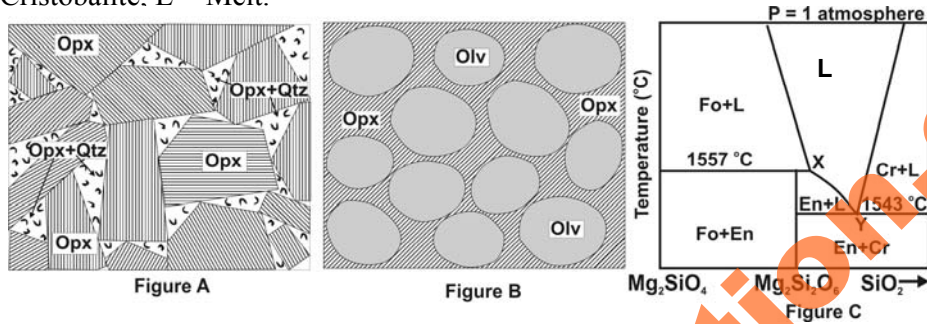 Cristobalite, L = Melt.
Opx
Opx+Qtz
Opx+Qtz
Opx
Opx
Figure A
Olv
Opx
Opx
Olv
Figure B
P = 1 atmosphere
Temperature (°C)
L
Fo+L
1557 °C
X
Cr+L
En+L
1543 °C
Y
Fo+En
En+Cr
Mg₂SiO₄
Mg₂Si₂O₆
SiO₂
Figure C